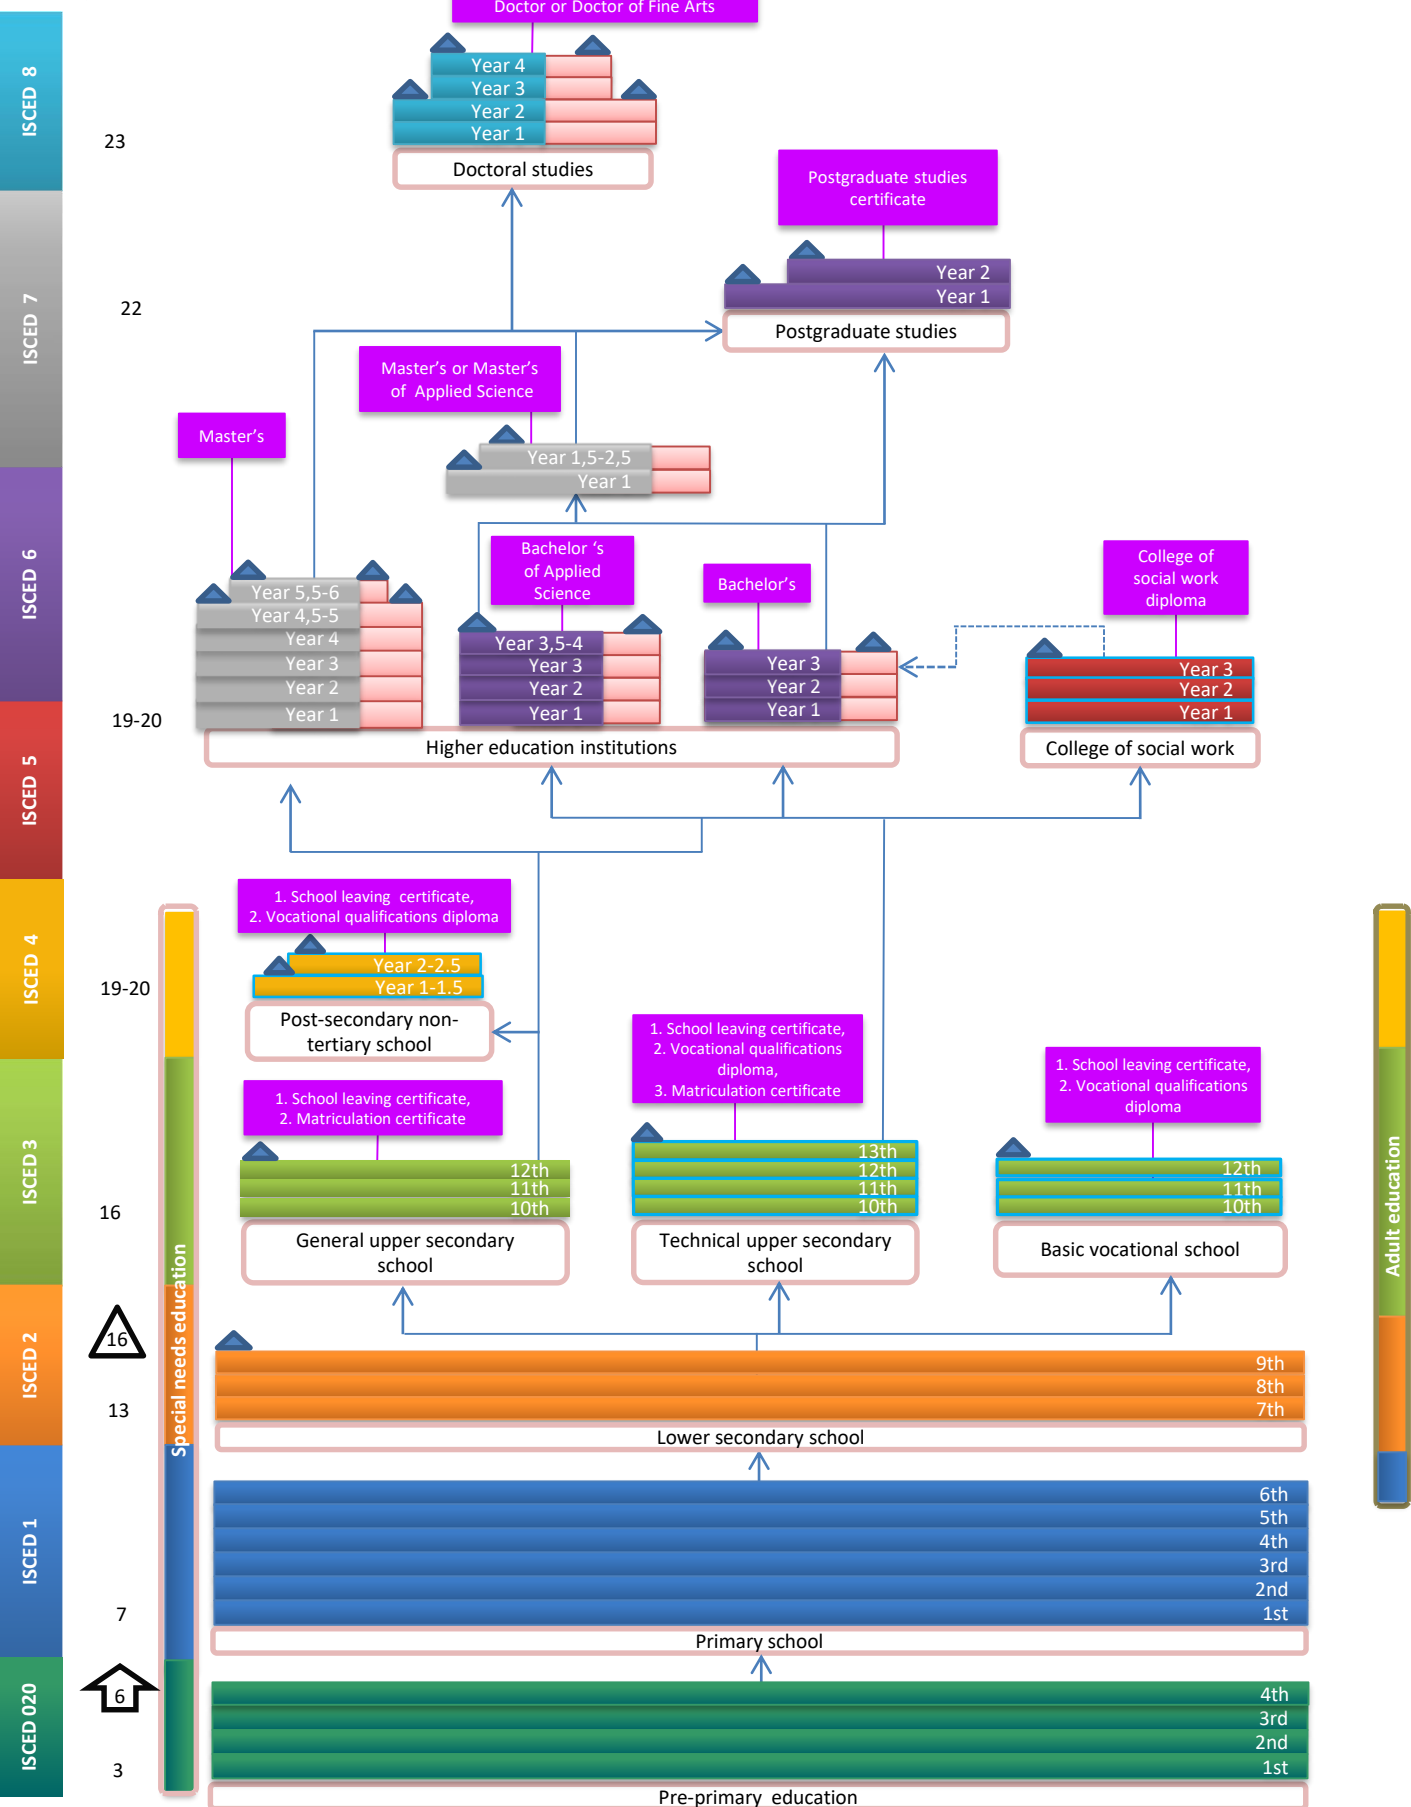 Doctor or Doctor of Fine Arts
ISCED 8
Year 4
Year 3
Year 2
Year 1
23
Doctoral studies
Postgraduate studies
certificate
ISCED 7
Year 2
Year 1
22
Postgraduate studies
Master's or Master's
of Applied Science
Master's
Year 1,5-2,5
Year 1
ISCED 6
Bachelor 's
of Applied
Science
Bachelor's
College of
social work
diploma
Year 5,5-6
Year 4,5-5
Year 4
Year 3
Year 2
Year 1
Year 3,5-4
Year 3
Year 2
Year 1
Year 3
Year 2
Year 1
Year 3
Year 2
Year 1
19-20
Higher education institutions
College of social work
ISCED 5
1. School leaving certificate,
2. Vocational qualifications diploma
ISCED 4
Year 2-2.5
Year 1-1.5
19-20
Post-secondary non-
tertiary school
1. School leaving certificate,
2. Vocational qualifications
diploma,
3. Matriculation certificate
1. School leaving certificate,
2. Vocational qualifications
diploma
1. School leaving certificate,
2. Matriculation certificate
ISCED 3
12th
11th
10th
13th
12th
11th
10th
12th
11th
10th
16
General upper secondary
school
Technical upper secondary
school
Basic vocational school
Adult education
Special needs education
ISCED 2
16
9th
8th
7th
13
Lower secondary school
ISCED 1
6th
5th
4th
3rd
2nd
1st
7
Primary school
ISCED 020
6
4th
3rd
2nd
1st
3
Pre-primary education